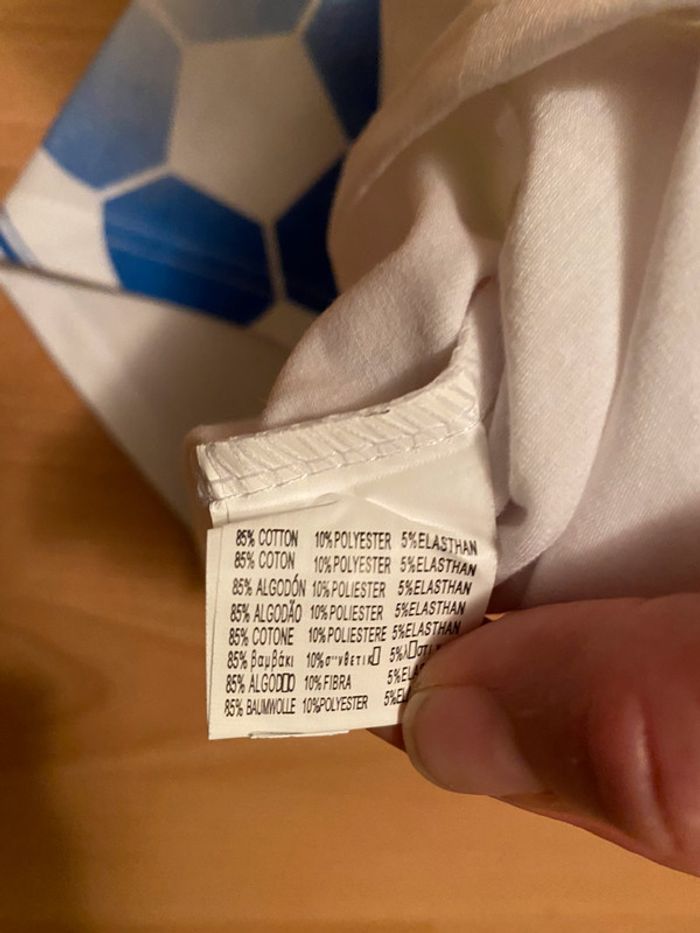 85% COTTON 10%POLYESTER 5%ELASTHAN
85% COTON 10%POLYESTER 5%ELASTHAN
85% ALGODÓN 10%POLIESTER 5%ELASTHAN
85% ALGODÃO 10%POLIESTER 5%ELASTHAN
85% COTONE 10%POLIESTERE 5%ELASTHAN
85% βαμβάκι 10%
85% ALGOD▯▯O 10%FIBRA
85% BAUMWOLLE 10%POLYESTER